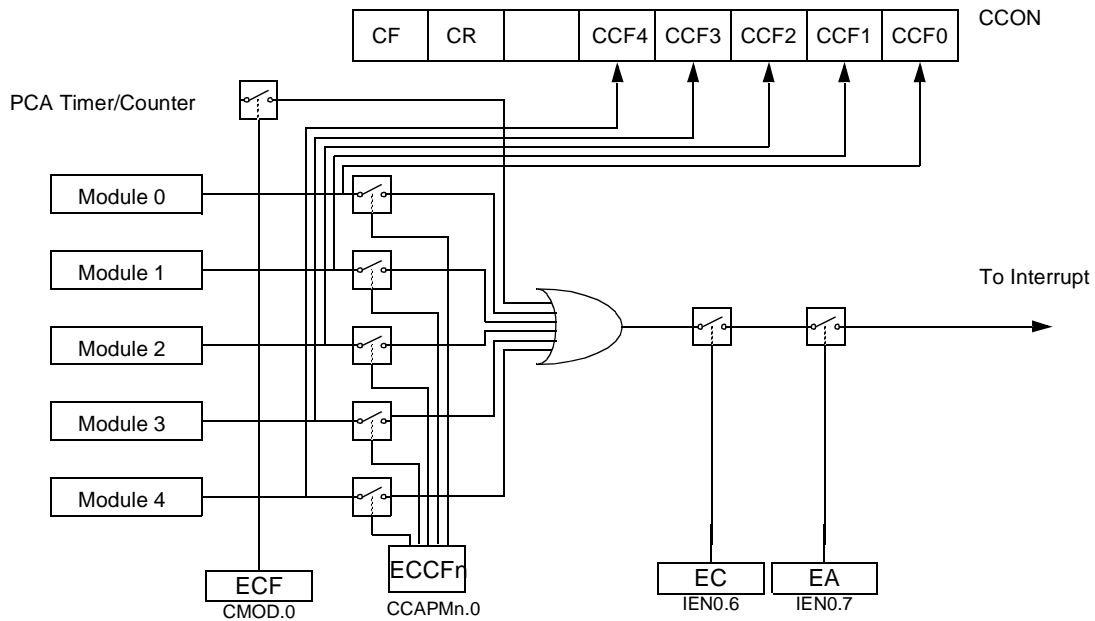 CF CR CCF4 CCF3 CCF2 CCF1 CCF0
CCON
PCA Timer/Counter
Module 0
Module 1
To Interrupt
Module 2
Module 3
Module 4
ECF
CMOD.0
ECCFn
CCAPMn.0
EC
IEN0.6
EA
IEN0.7